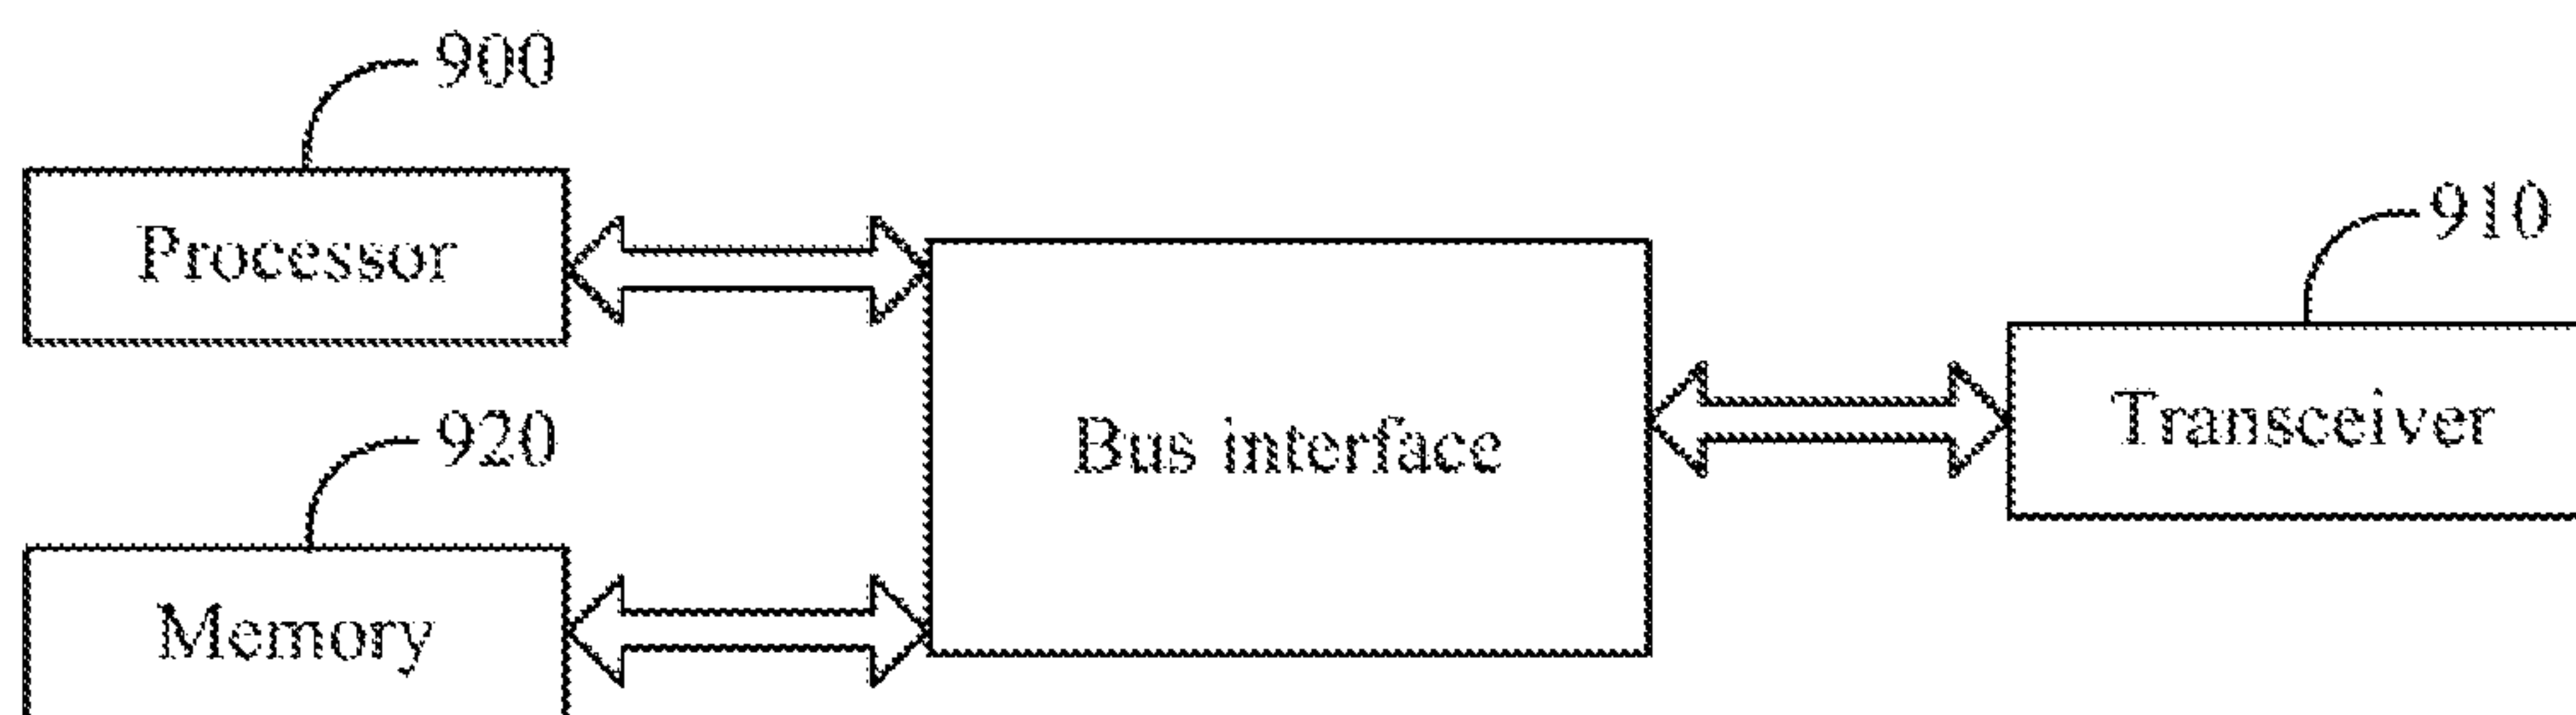 900
Processor
910
Transceiver
Bus interface
920
Memory